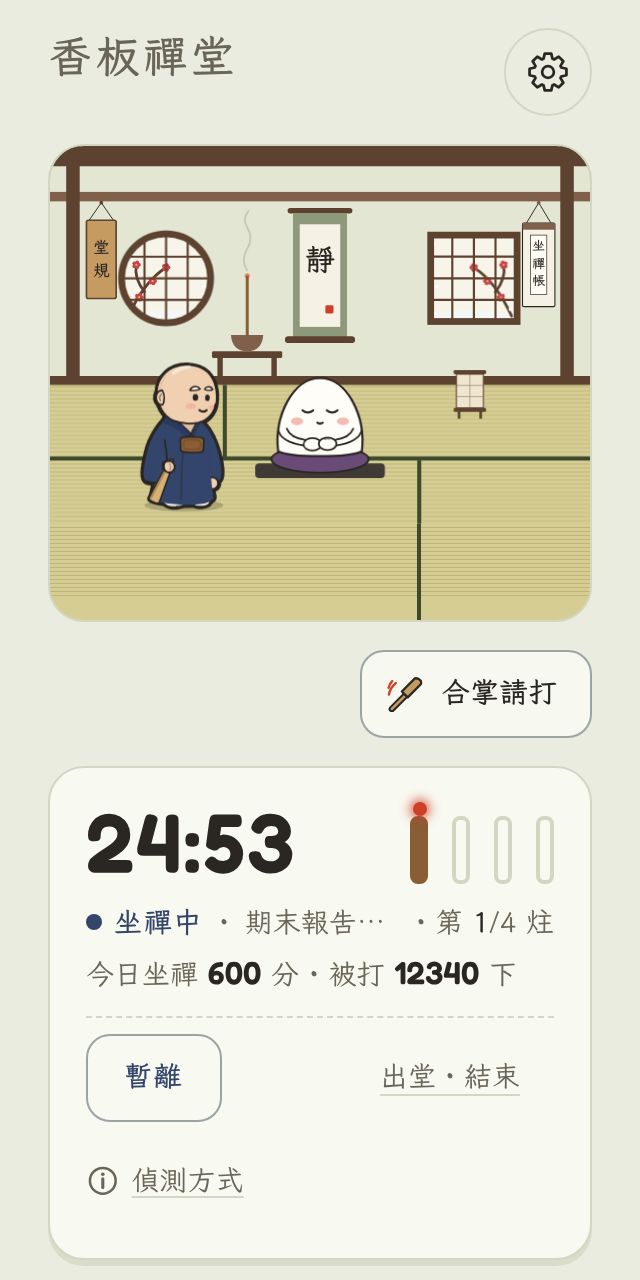 香板禪堂
堂規
靜
坐禪帳
合掌請打
24:53
坐禪中 · 期末報告… · 第 1/4 炷
今日坐禪 600 分 · 被打 12340 下
暫離
出堂 · 結束
偵測方式